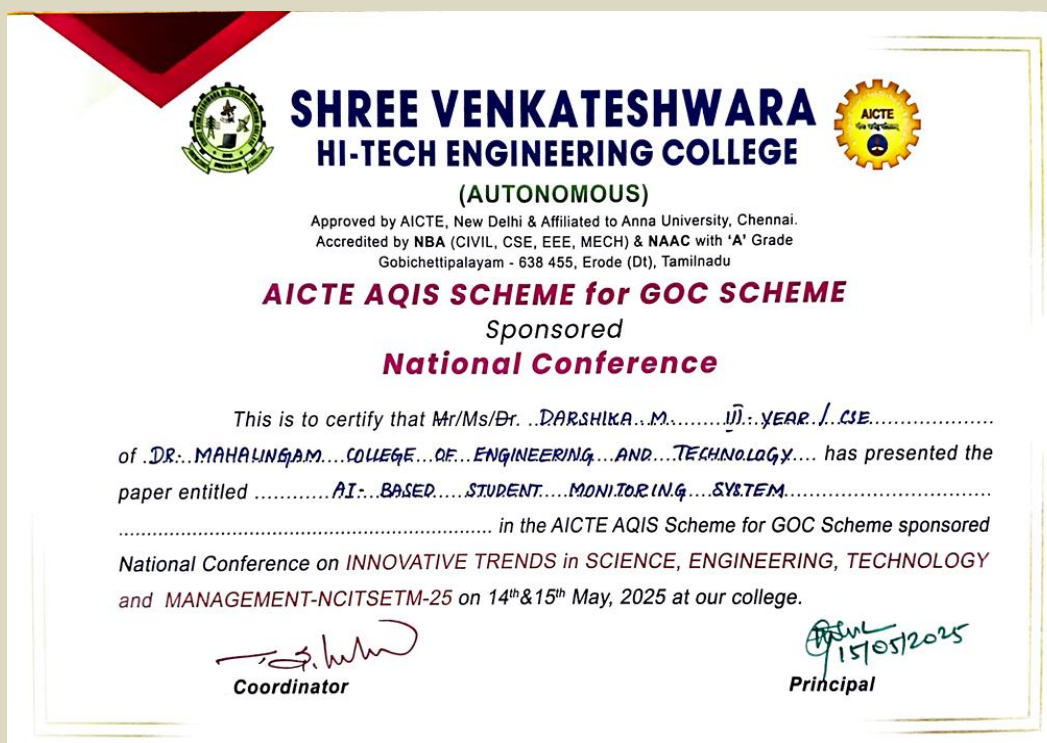 SHREE VENKATESHWARA
HI-TECH ENGINEERING COLLEGE
(AUTONOMOUS)
AICTE
Approved by AICTE, New Delhi & Affiliated to Anna University, Chennai.
Accredited by NBA (CIVIL, CSE, EEE, MECH) & NAAC with 'A' Grade
Gobichettipalayam - 638 455, Erode (Dt), Tamilnadu
AICTE AQIS SCHEME for GOC SCHEME
Sponsored
National Conference
This is to certify that Mr/Ms/Dr. DARSHIKA. M. III. YEAR / CSE
of DR. MAHALINGAM COLLEGE OF ENGINEERING AND TECHNOLOGY has presented the
paper entitled AI- BASED STUDENT MONITORING SYSTEM
in the AICTE AQIS Scheme for GOC Scheme sponsored
National Conference on INNOVATIVE TRENDS in SCIENCE, ENGINEERING, TECHNOLOGY
and MANAGEMENT-NCITSETM-25 on 14th&15th May, 2025 at our college.
15/05/2025
Coordinator
Principal